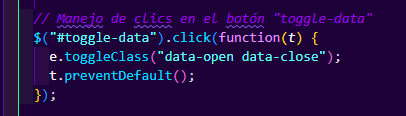 // Manejo de clics en el botón "toggle-data"
$("#toggle-data").click(function(t) {
  e.toggleClass("data-open data-close");
  t.preventDefault();
});